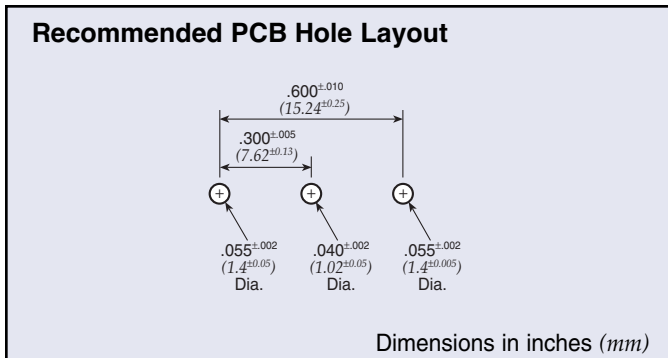 Recommended PCB Hole Layout
.600±.010
(15.24±0.25)
.300±.005
(7.62±0.13)
.055±.002
(1.4±0.05)
Dia.
.040±.002
(1.02±0.05)
Dia.
.055±.002
(1.4±0.005)
Dia.
Dimensions in inches (mm)